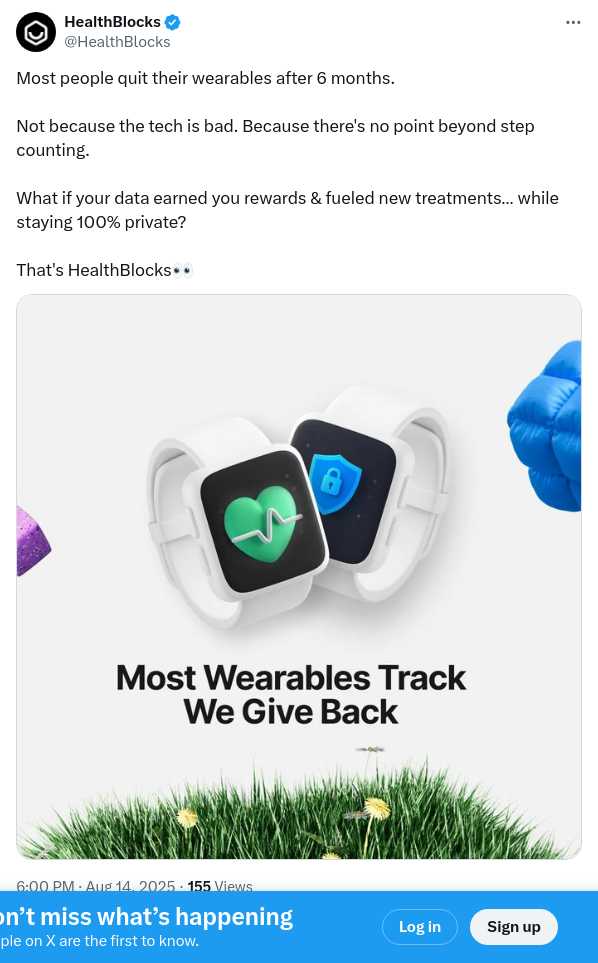 HealthBlocks
@HealthBlocks
Most people quit their wearables after 6 months.
Not because the tech is bad. Because there's no point beyond step
counting.
What if your data earned you rewards & fueled new treatments... while
staying 100% private?
That's HealthBlocks👀
Most Wearables Track
We Give Back
6:00 PM · Aug 14, 2025 · 155 Views
on't miss what's happening
ple on X are the first to know.
Log in
Sign up